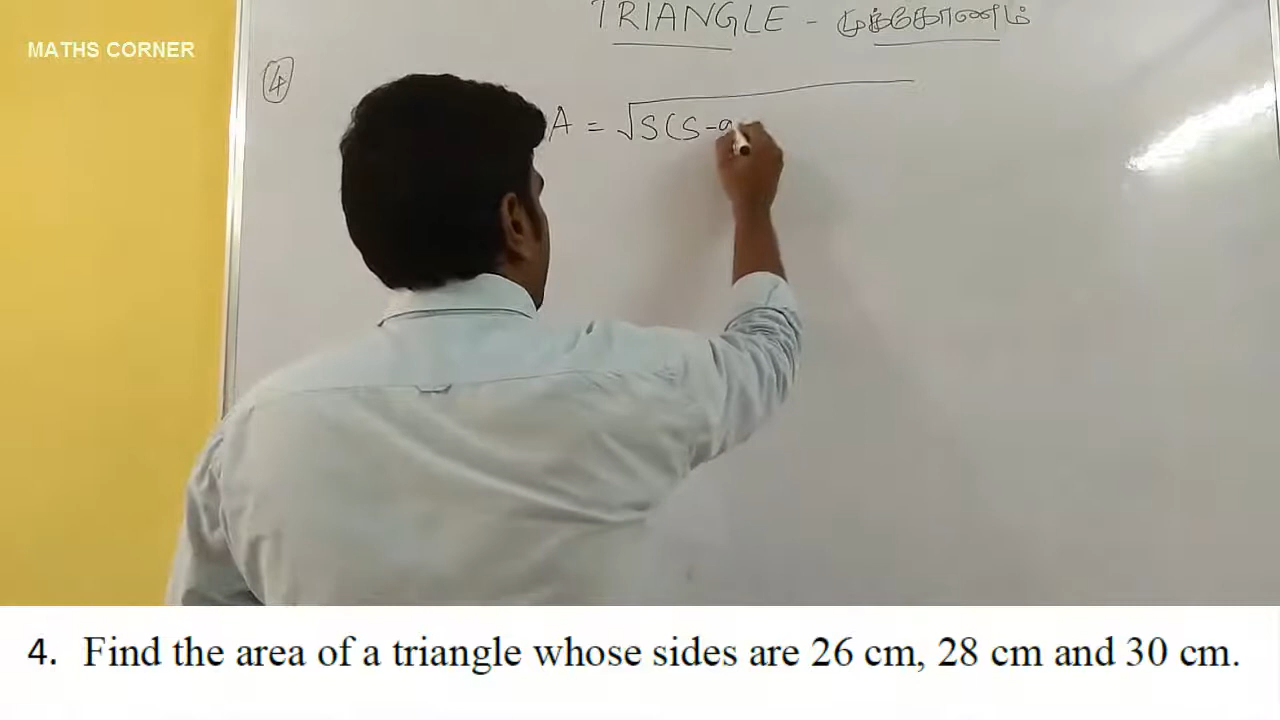 TRIANGLE - முக்கோணம்
MATHS CORNER
4
A = √S(S-a
4. Find the area of a triangle whose sides are 26 cm, 28 cm and 30 cm.